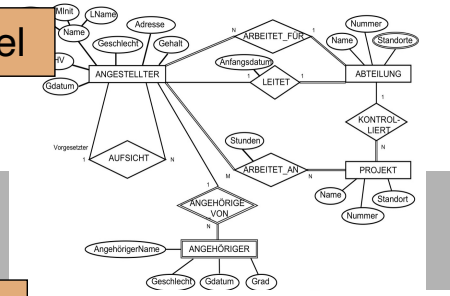 MInit
LName
Name
el
HV
Gdatum
Geschlecht
Adresse
Gehalt
ANGESTELLTER
N
ARBEITET_FÜR
1
Anfangsdatum
1
LEITET
1
Nummer
Name
Standorte
ABTEILUNG
1
KONTROL-
LIERT
N
Vorgesetzter
1
AUFSICHT
N
Stunden
M
ARBEITET_AN
N
PROJEKT
Name
Nummer
Standort
1
ANGEHÖRIGE
VON
N
AngehörigerName
ANGEHÖRIGER
Geschlecht
Gdatum
Grad